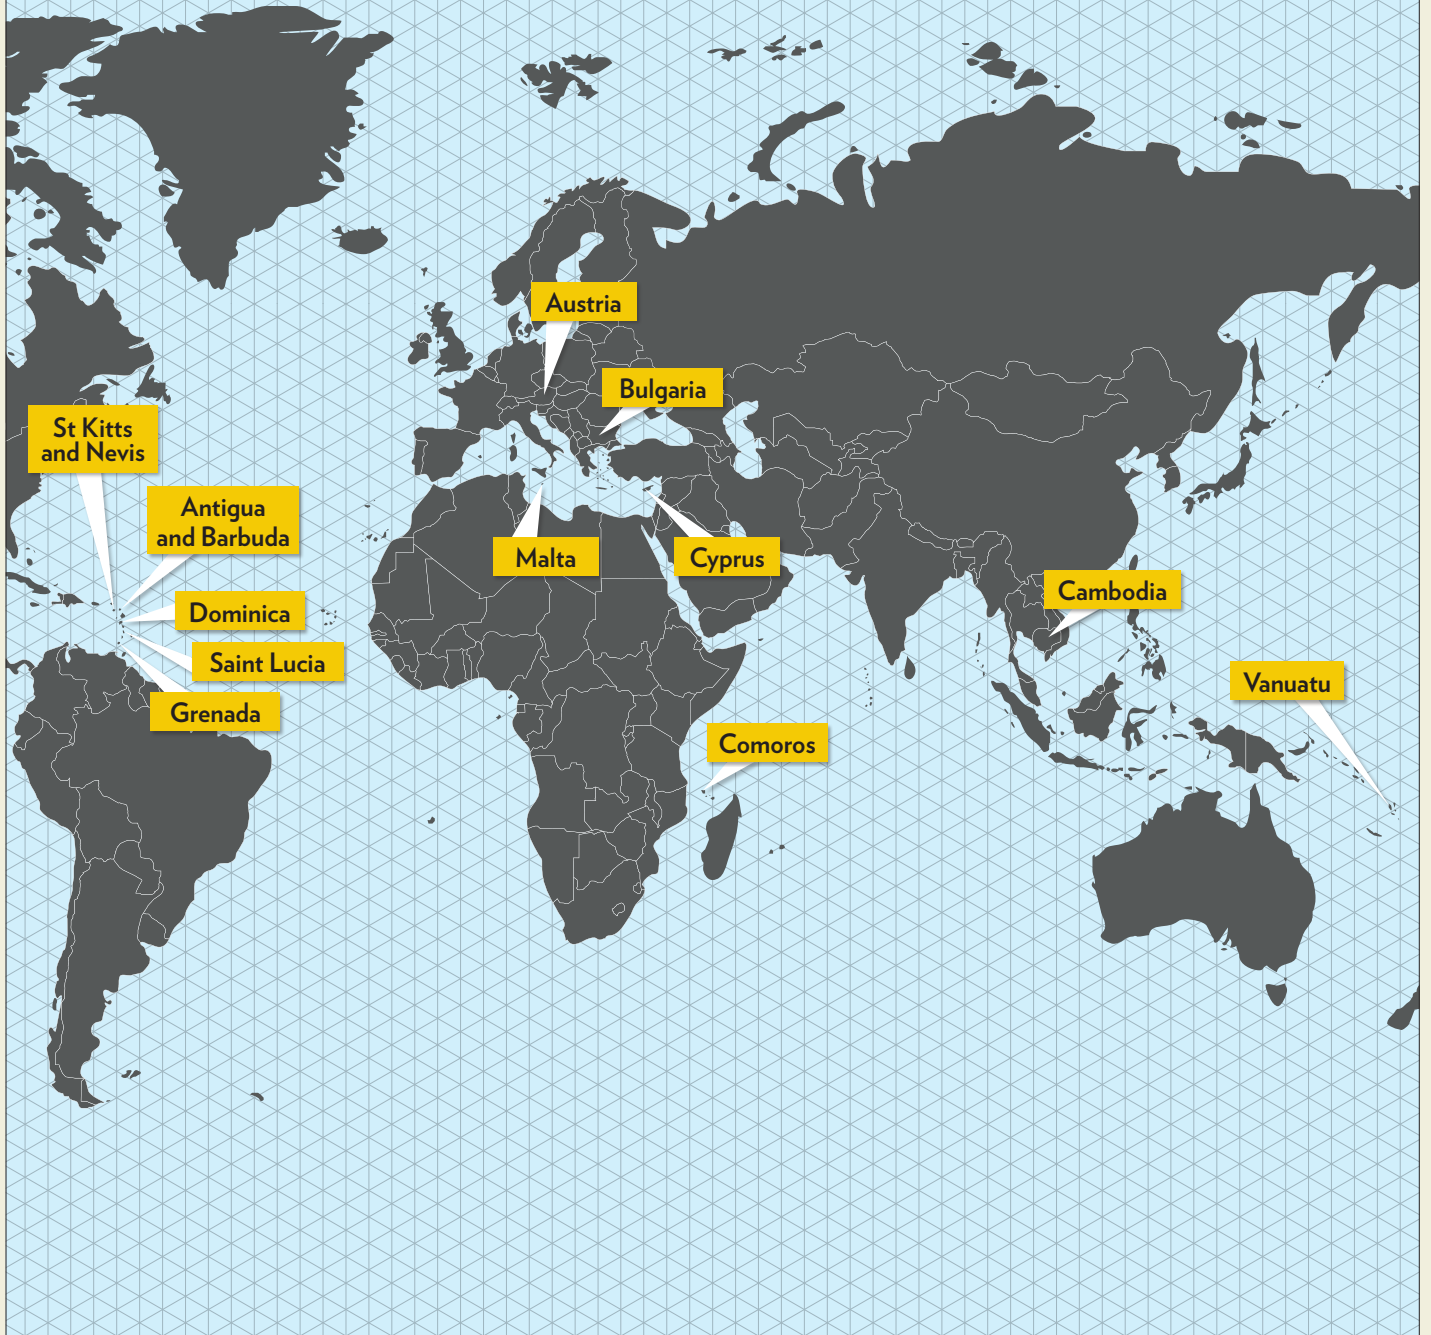 Austria
Bulgaria
St Kitts
and Nevis
Antigua
and Barbuda
Malta
Cyprus
Cambodia
Dominica
Saint Lucia
Vanuatu
Grenada
Comoros